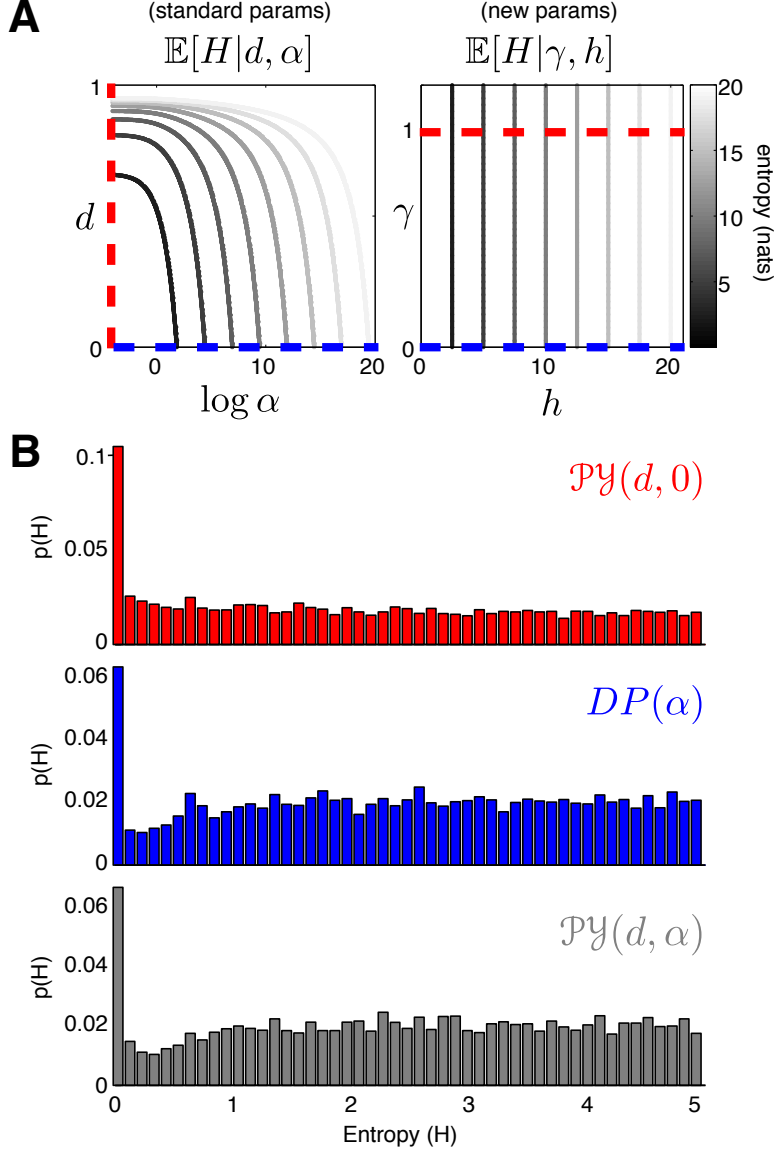 A
(standard params) (new params)
𝔼[H|d, α] 𝔼[H|γ, h]
1 1 20
d γ 15
10
5
entropy (nats)
0 0
0 10 20 0 10 20
log α h
B
0.1 𝒫𝒴(d, 0)
p(H)
0.05
0
0.06 DP(α)
0.04
p(H)
0.02
0
0.06 𝒫𝒴(d, α)
0.04
p(H)
0.02
0
0 1 2 3 4 5
Entropy (H)